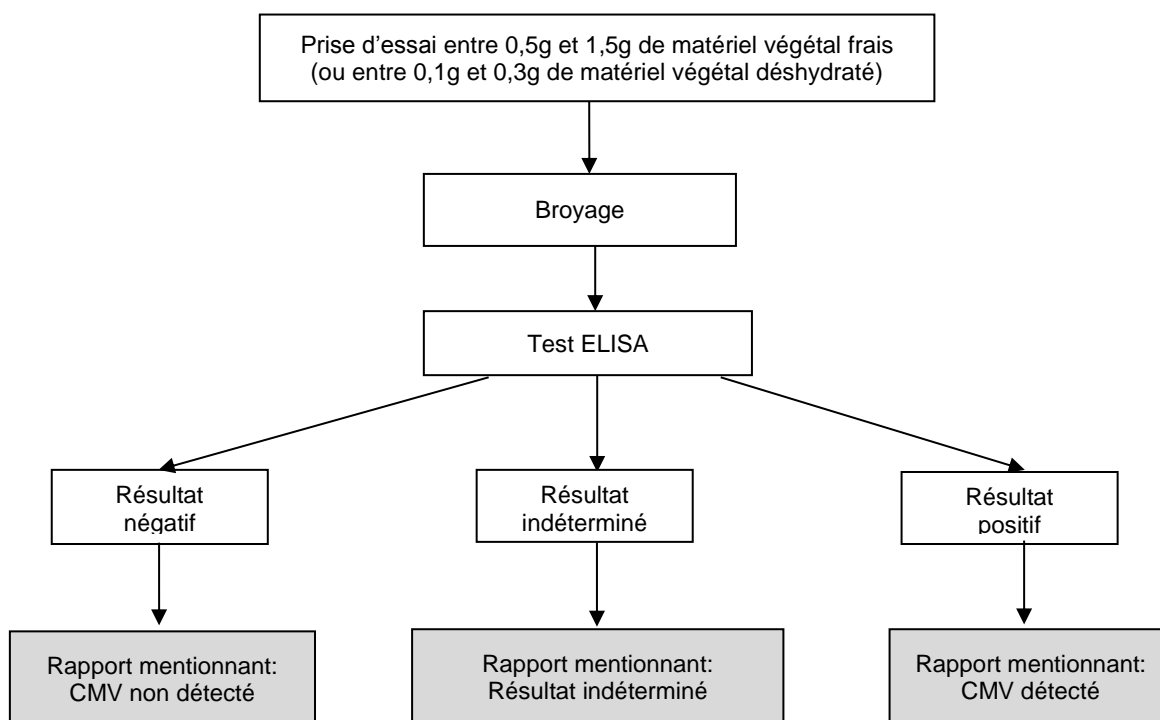 Prise d'essai entre 0,5g et 1,5g de matériel végétal frais
(ou entre 0,1g et 0,3g de matériel végétal déshydraté)
Broyage
Test ELISA
Résultat
négatif
Résultat
indéterminé
Résultat
positif
Rapport mentionnant:
CMV non détecté
Rapport mentionnant:
Résultat indéterminé
Rapport mentionnant:
CMV détecté